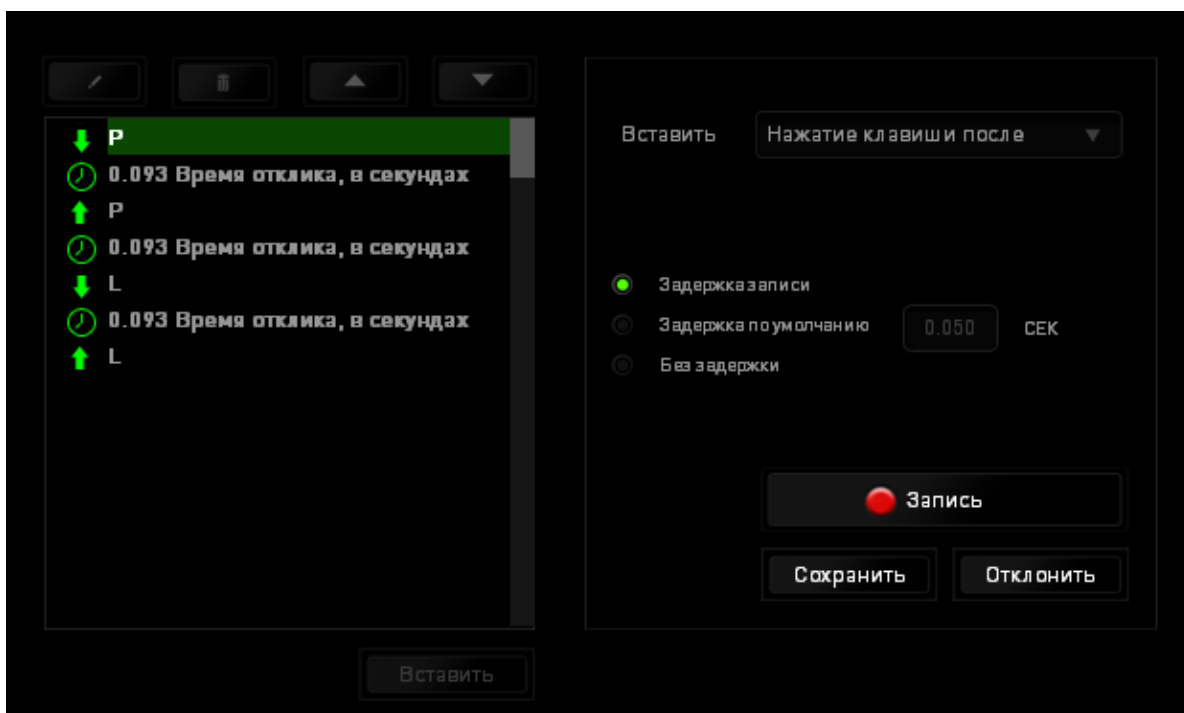 P
0.093 Время отклика, в секундах
P
0.093 Время отклика, в секундах
L
0.093 Время отклика, в секундах
L
Вставить
Вставить Нажатие клавиши после
Задержка записи
Задержка по умолчанию 0.050 СЕК
Без задержки
Запись
Сохранить Отклонить